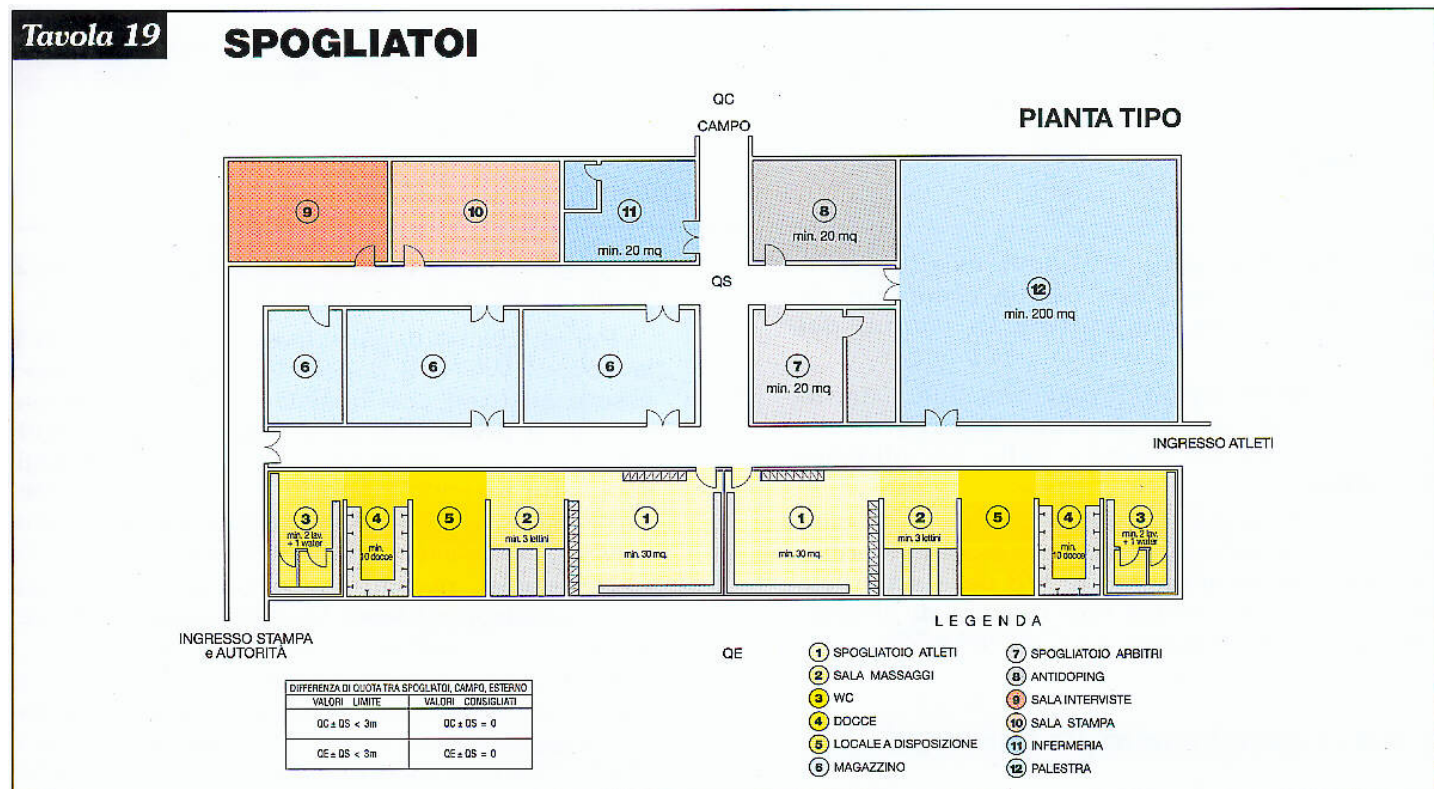 Tavola 19
SPOGLIATOI
PIANTA TIPO
QC
CAMPO
9
10
11
min. 20 mq
8
min. 20 mq
QS
12
min. 200 mq
6
6
6
7
min. 20 mq
INGRESSO ATLETI
3
min. 2 lav.
+ 1 water
4
min.
10 docce
5
2
min. 3 lettini
1
min. 30 mq.
1
min. 30 mq.
2
min. 3 lettini
5
4
min.
10 docce
3
min. 2 lav.
+ 1 water
INGRESSO STAMPA
e AUTORITÀ
QE
LEGENDA
1 SPOGLIATOIO ATLETI
2 SALA MASSAGGI
3 WC
4 DOCCE
5 LOCALE A DISPOSIZIONE
6 MAGAZZINO
7 SPOGLIATOIO ARBITRI
8 ANTIDOPING
9 SALA INTERVISTE
10 SALA STAMPA
11 INFERMERIA
12 PALESTRA
DIFFERENZA DI QUOTA TRA SPOGLIATOI, CAMPO, ESTERNO
VALORI LIMITE VALORI CONSIGLIATI
QC ± QS < 3m QC ± QS = 0
QE ± QS < 3m QE ± QS = 0